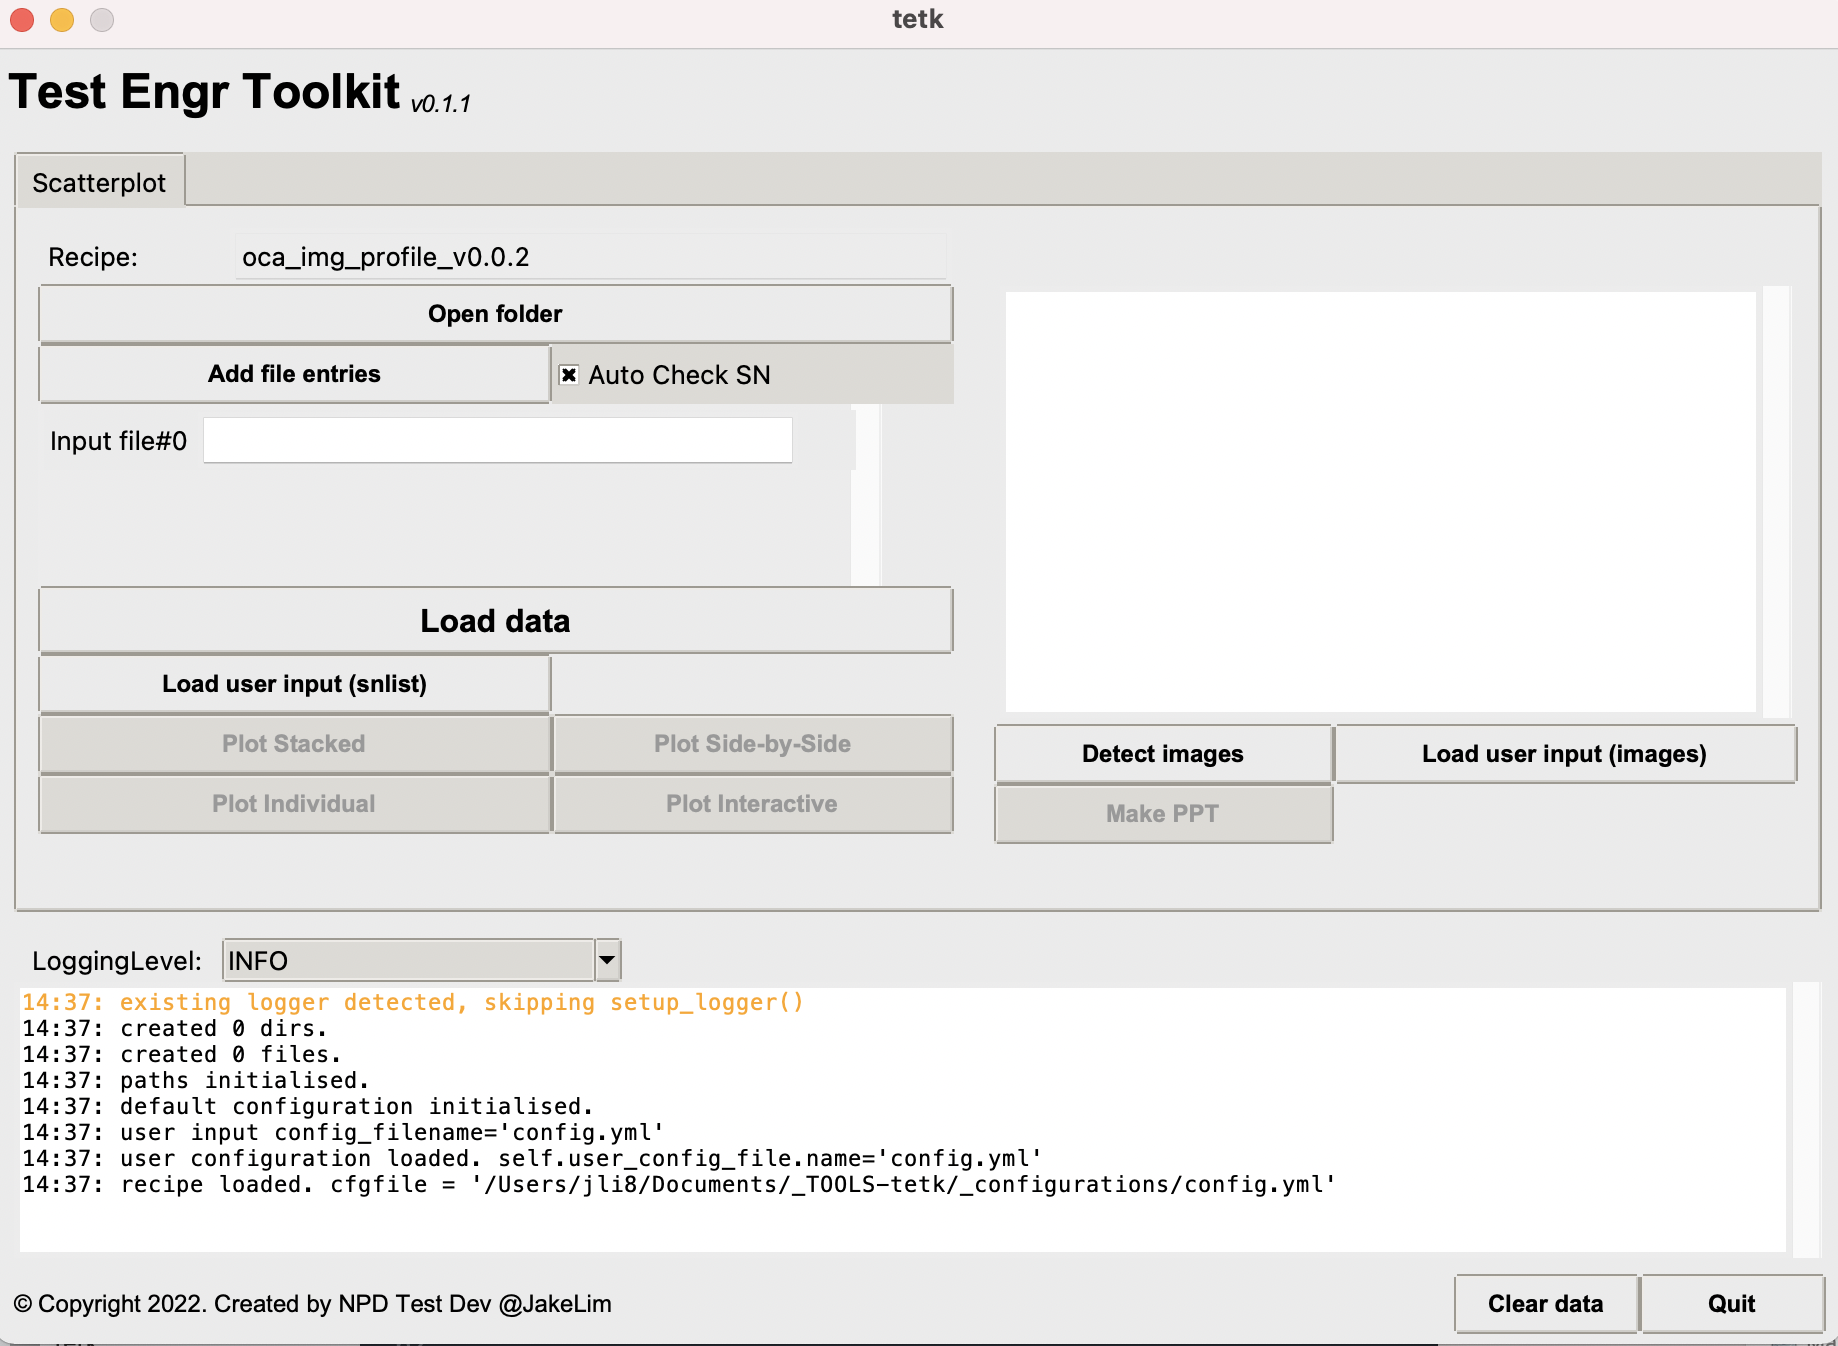 tetk
Test Engr Toolkit v0.1.1
Scatterplot
Recipe: oca_img_profile_v0.0.2
Open folder
Add file entries Auto Check SN
Input file#0
Load data
Load user input (snlist)
Plot Stacked Plot Side-by-Side
Plot Individual Plot Interactive
Detect images Load user input (images)
Make PPT
LoggingLevel: INFO
14:37: existing logger detected, skipping setup_logger()
14:37: created 0 dirs.
14:37: created 0 files.
14:37: paths initialised.
14:37: default configuration initialised.
14:37: user input config_filename='config.yml'
14:37: user configuration loaded. self.user_config_file.name='config.yml'
14:37: recipe loaded. cfgfile = '/Users/jli8/Documents/_TOOLS-tetk/_configurations/config.yml'
© Copyright 2022. Created by NPD Test Dev @JakeLim
Clear data Quit